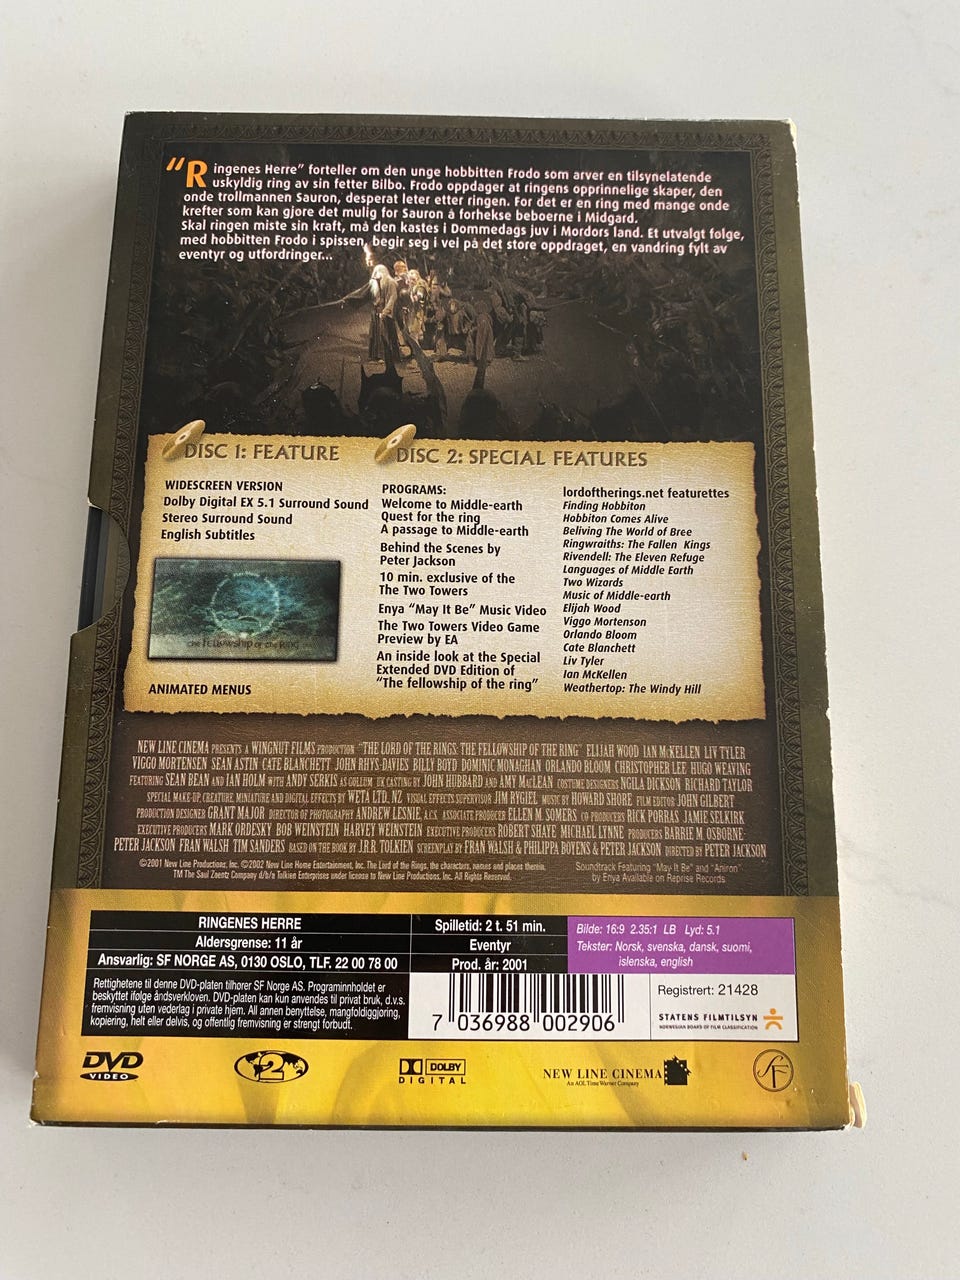 “Ringenes Herre” forteller om den unge hobbitten Frodo som arver en tilsynelatende
uskyldig ring av sin fetter Bilbo. Frodo oppdager at ringens opprinnelige skaper, den
onde trollmannen Sauron, desperat leter etter ringen. For det er en ring med mange onde
krefter som kan gjøre det mulig for Sauron å forhekse beboerne i Midgard.
Skal ringen miste sin kraft, må den kastes i Dommedags juv i Mordors land. Et utvalgt følge,
med hobbitten Frodo i spissen, begir seg i vei på det store oppdraget, en vandring fylt av
eventyr og utfordringer...
DISC 1: FEATURE
WIDESCREEN VERSION
Dolby Digital EX 5.1 Surround Sound
Stereo Surround Sound
English Subtitles
THE FELLOWSHIP OF THE RING
ANIMATED MENUS
DISC 2: SPECIAL FEATURES
PROGRAMS:
Welcome to Middle-earth
Quest for the ring
A passage to Middle-earth
Behind the Scenes by
Peter Jackson
10 min. exclusive of the
The Two Towers
Enya “May It Be” Music Video
The Two Towers Video Game
Preview by EA
An inside look at the Special
Extended DVD Edition of
“The fellowship of the ring”
lordoftherings.net featurettes
Finding Hobbiton
Hobbiton Comes Alive
Beliving The World of Bree
Ringwraiths: The Fallen Kings
Rivendell: The Eleven Refuge
Languages of Middle Earth
Two Wizards
Music of Middle-earth
Elijah Wood
Viggo Mortenson
Orlando Bloom
Cate Blanchett
Liv Tyler
Ian McKellen
Weathertop: The Windy Hill
NEW LINE CINEMA PRESENTS A WINGNUT FILMS PRODUCTION “THE LORD OF THE RINGS: THE FELLOWSHIP OF THE RING” ELIJAH WOOD IAN McKELLEN LIV TYLER
VIGGO MORTENSEN SEAN ASTIN CATE BLANCHETT JOHN RHYS-DAVIES BILLY BOYD DOMINIC MONAGHAN ORLANDO BLOOM CHRISTOPHER LEE HUGO WEAVING
FEATURING SEAN BEAN AND IAN HOLM WITH ANDY SERKIS AS GOLLUM UK CASTING BY JOHN HUBBARD AND AMY MacLEAN COSTUME DESIGNERS NGILA DICKSON RICHARD TAYLOR
SPECIAL MAKE-UP, CREATURE, MINIATURE AND DIGITAL EFFECTS BY WETA LTD, NZ VISUAL EFFECTS SUPERVISOR JIM RYGIEL MUSIC BY HOWARD SHORE FILM EDITOR JOHN GILBERT
PRODUCTION DESIGNER GRANT MAJOR DIRECTOR OF PHOTOGRAPHY ANDREW LESNIE, A.C.S. ASSOCIATE PRODUCER ELLEN M. SOMERS CO-PRODUCERS RICK PORRAS JAMIE SELKIRK
EXECUTIVE PRODUCERS MARK ORDESKY BOB WEINSTEIN HARVEY WEINSTEIN EXECUTIVE PRODUCERS ROBERT SHAYE MICHAEL LYNNE PRODUCERS BARRIE M. OSBORNE
PETER JACKSON FRAN WALSH TIM SANDERS BASED ON THE BOOK BY J.R.R. TOLKIEN SCREENPLAY BY FRAN WALSH & PHILIPPA BOYENS & PETER JACKSON DIRECTED BY PETER JACKSON
©2001 New Line Productions, Inc. ©2002 New Line Home Entertainment, Inc. The Lord of the Rings, the characters, names and places therein,
TM The Saul Zaentz Company d/b/a Tolkien Enterprises under license to New Line Productions, Inc. All Rights Reserved.
Soundtrack Featuring "May It Be" and "Aniron"
by Enya Available on Reprise Records.
RINGENES HERRE
Aldersgrense: 11 år
Ansvarlig: SF NORGE AS, 0130 OSLO, TLF. 22 00 78 00
Spilletid: 2 t. 51 min.
Eventyr
Prod. år: 2001
Bilde: 16:9 2.35:1 LB Lyd: 5.1
Tekster: Norsk, svenska, dansk, suomi,
islenska, english
Rettighetene til denne DVD-platen tilhører SF Norge AS. Programinnholdet er
beskyttet ifølge åndsverkloven. DVD-platen kan kun anvendes til privat bruk, d.v.s.
fremvisning uten vederlag i private hjem. All annen benyttelse, mangfoldiggjøring,
kopiering, helt eller delvis, og offentlig fremvisning er strengt forbudt.
7 036988 002906
Registrert: 21428
STATENS FILMTILSYN
NORWEGIAN BOARD OF FILM CLASSIFICATION
DVD
VIDEO
2
DOLBY
DIGITAL
NEW LINE CINEMA
An AOL Time Warner Company
SF